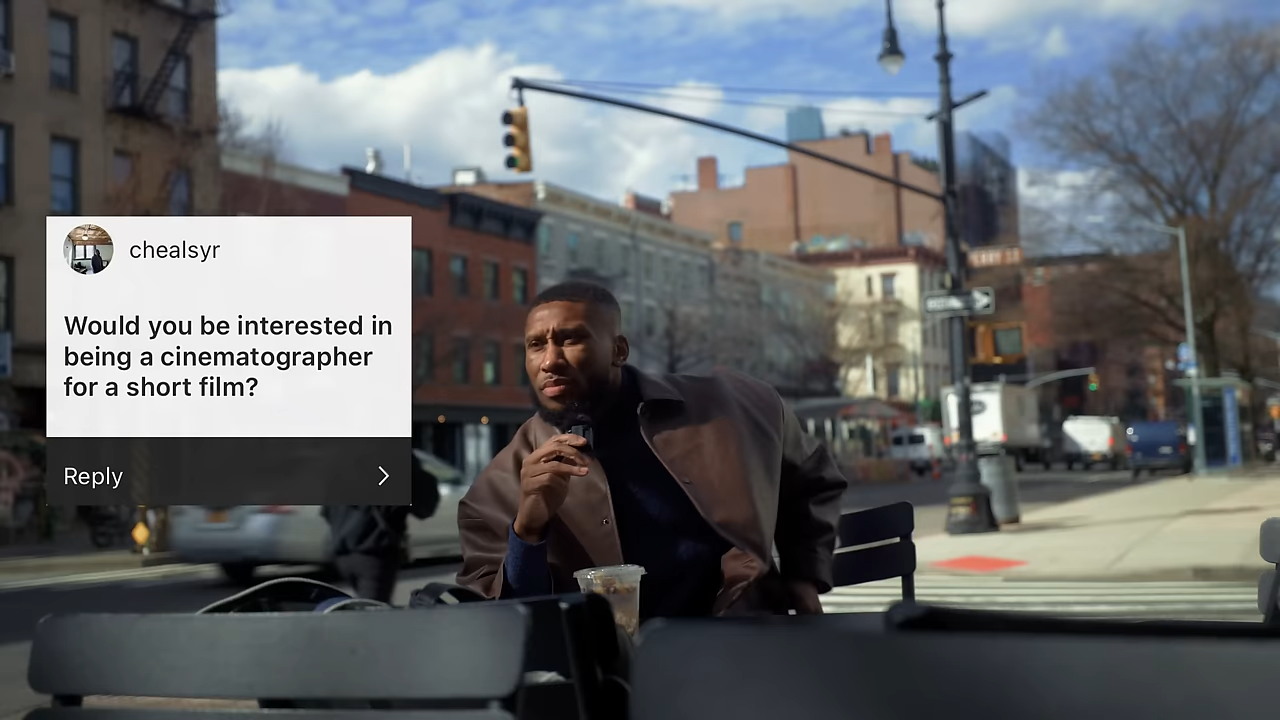 chealsyr
Would you be interested in
being a cinematographer
for a short film?
Reply